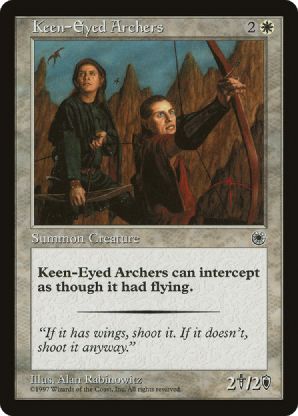 Keen-Eyed Archers 2
Summon Creature
Keen-Eyed Archers can intercept
as though it had flying.
"If it has wings, shoot it. If it doesn't,
shoot it anyway."
Illus. Alan Rabinowitz
©1997 Wizards of the Coast, Inc. All rights reserved.
2/2